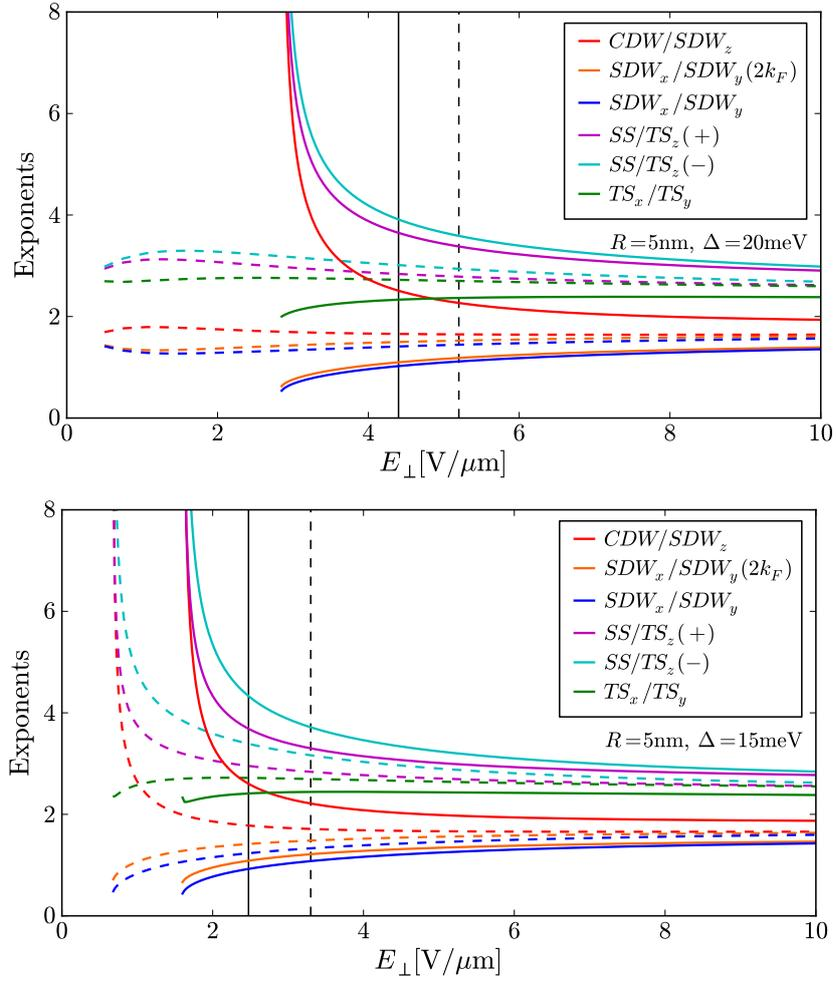 8
6
4
2
0
Exponents
CDW/SDW_z
SDW_x/SDW_y(2k_F)
SDW_x/SDW_y
SS/TS_z(+)
SS/TS_z(−)
TS_x/TS_y
R=5nm, Δ=20meV
0 2 4 6 8 10
E_⊥[V/μm]
8
6
4
2
0
Exponents
CDW/SDW_z
SDW_x/SDW_y(2k_F)
SDW_x/SDW_y
SS/TS_z(+)
SS/TS_z(−)
TS_x/TS_y
R=5nm, Δ=15meV
0 2 4 6 8 10
E_⊥[V/μm]